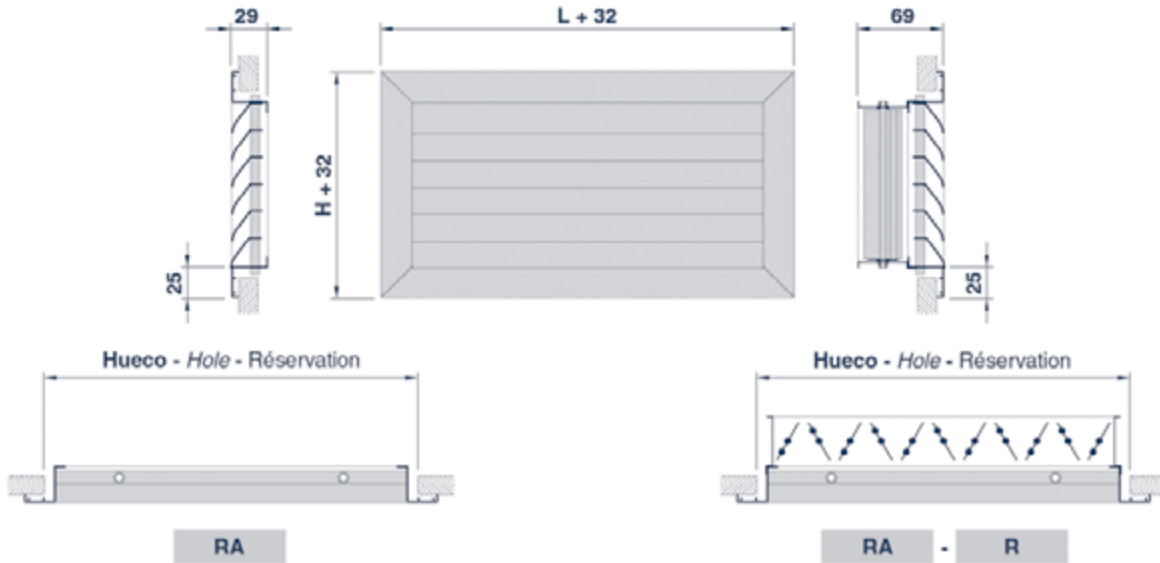 29
L + 32
69
H + 32
25
25
Hueco - Hole - Réservation
Hueco - Hole - Réservation
RA
RA - R